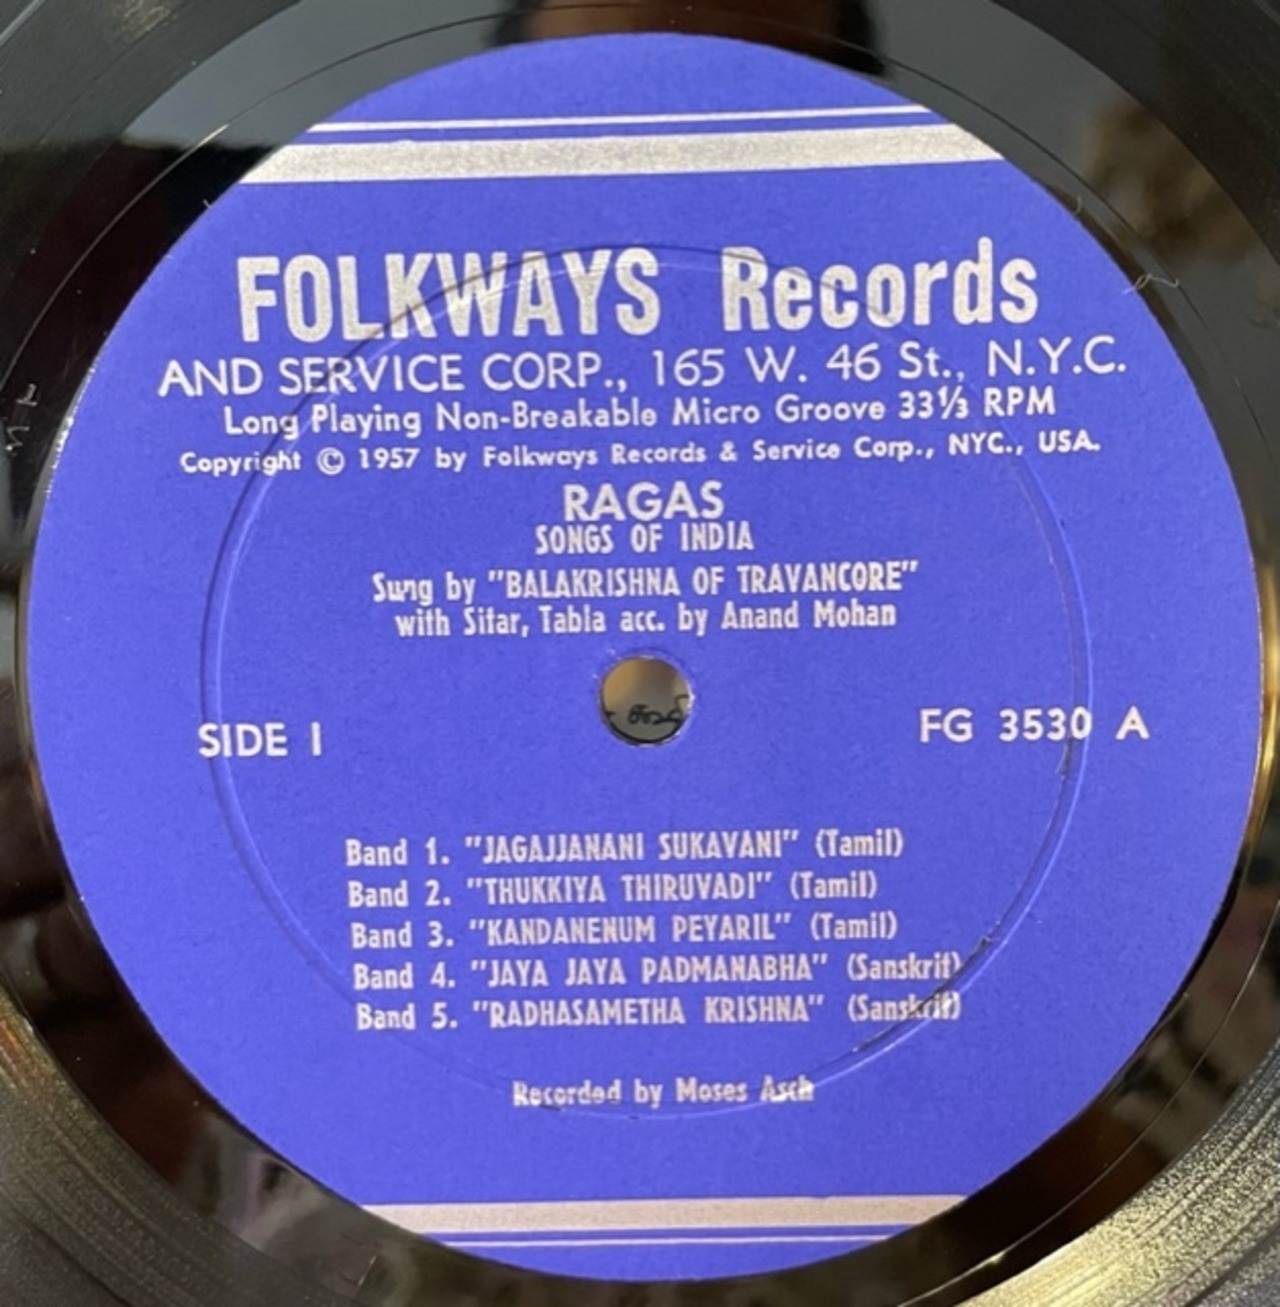 FOLKWAYS Records
AND SERVICE CORP., 165 W. 46 St., N.Y.C.
Long Playing Non-Breakable Micro Groove 33⅓ RPM
Copyright © 1957 by Folkways Records & Service Corp., NYC., USA.
RAGAS
SONGS OF INDIA
Sung by "BALAKRISHNA OF TRAVANCORE"
with Sitar, Tabla acc. by Anand Mohan
SIDE I FG 3530 A
Band 1. "JAGAJJANANI SUKAVANI" (Tamil)
Band 2. "THUKKIYA THIRUVADI" (Tamil)
Band 3. "KANDANENUM PEYARIL" (Tamil)
Band 4. "JAYA JAYA PADMANABHA" (Sanskrit)
Band 5. "RADHASAMETHA KRISHNA" (Sanskrit)
Recorded by Moses Asch